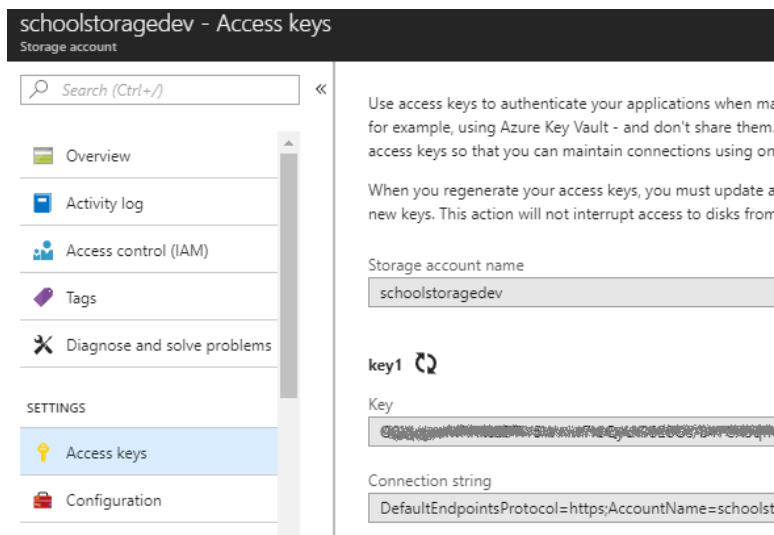 schoolstoragedev - Access keys
Storage account
Search (Ctrl+/)
«
Overview
Activity log
Access control (IAM)
Tags
Diagnose and solve problems
SETTINGS
Access keys
Configuration
Use access keys to authenticate your applications when ma
for example, using Azure Key Vault - and don't share them.
access keys so that you can maintain connections using on
When you regenerate your access keys, you must update a
new keys. This action will not interrupt access to disks from
Storage account name
schoolstoragedev
key1
Key
Connection string
DefaultEndpointsProtocol=https;AccountName=schoolst